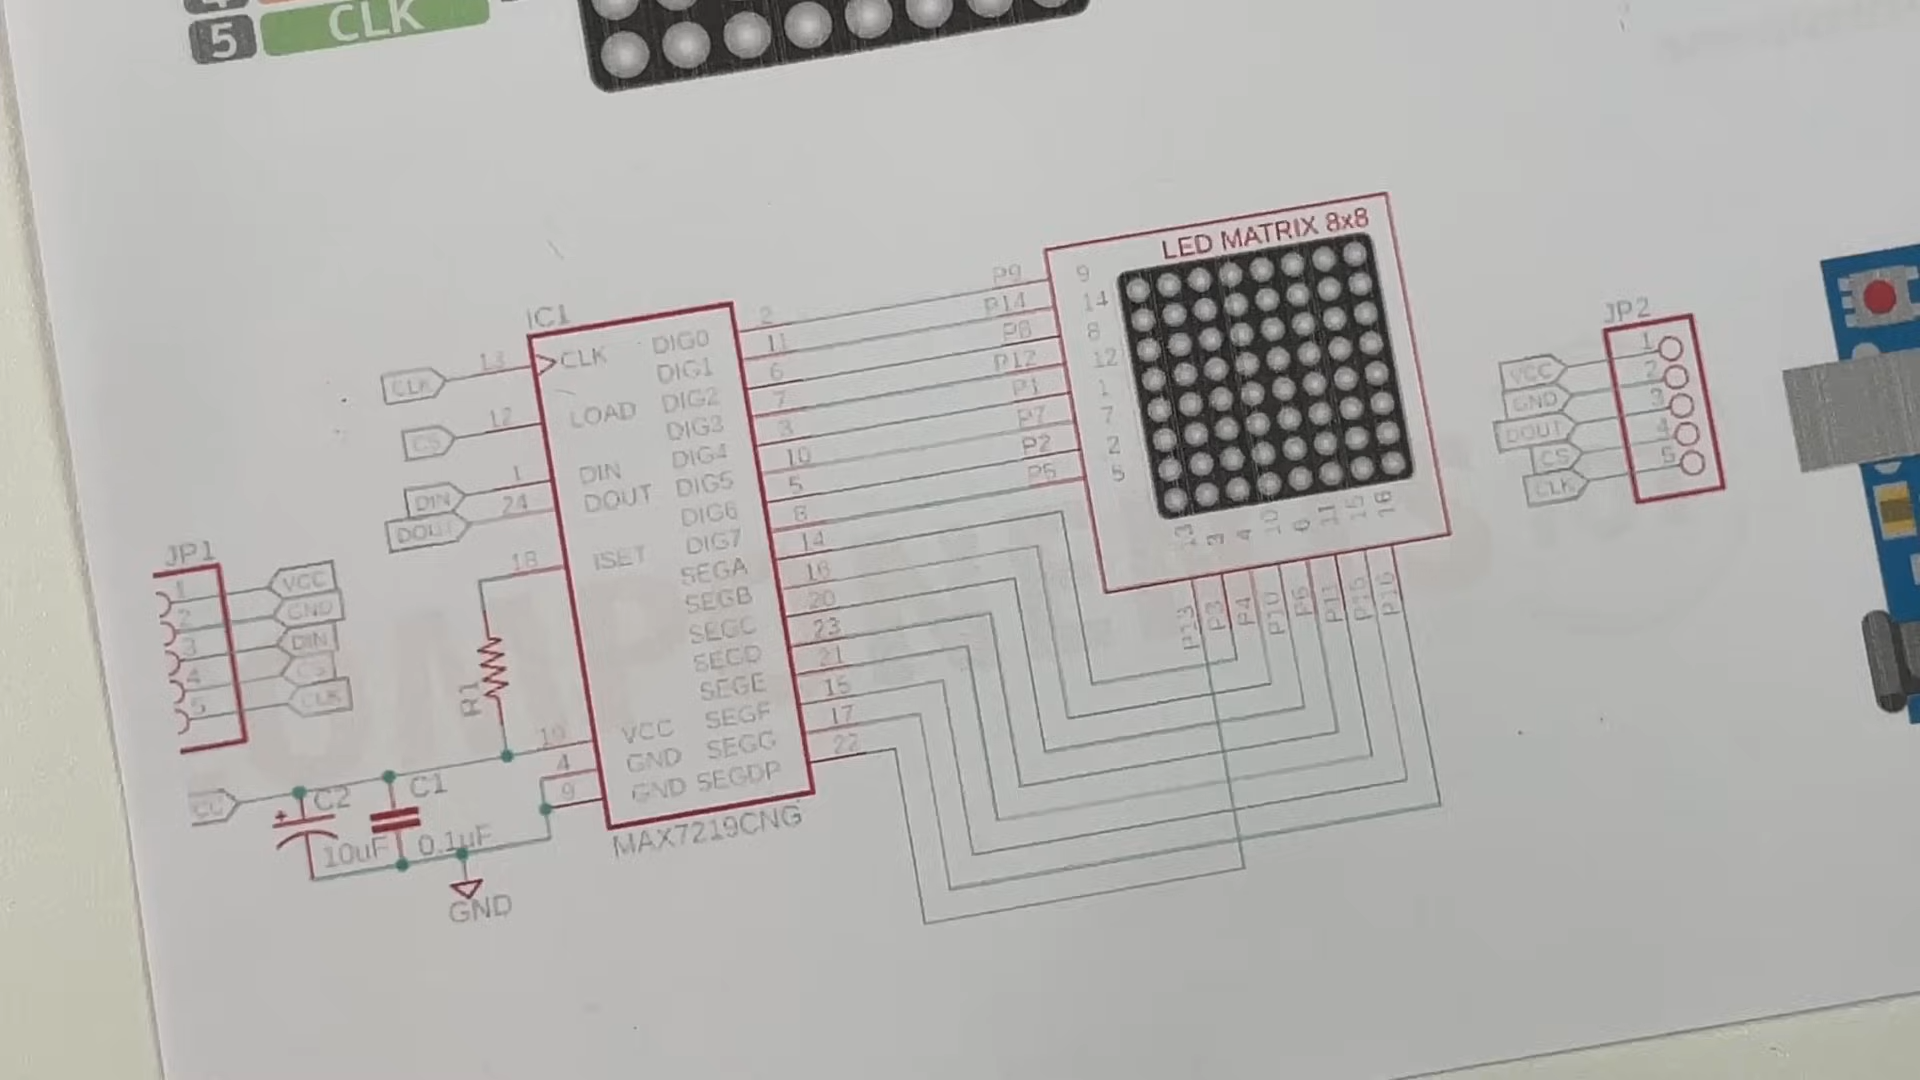 5 CLK
LED MATRIX 8x8
IC1
JP2
CLK 13 CLK DIG0 2 P9 9
DIG1 11 P14 14
CS 12 LOAD DIG2 6 P8 8
DIG3 7 P12 12
DIG4 3 P1 1
DIN 1 DIN DIG5 10 P7 7
DOUT 24 DOUT DIG6 5 P2 2
DIG7 8 P5 5
18 ISET SEGA 14
SEGB 16
SEGC 20
SEGD 23
SEGE 21
SEGF 15
19 VCC SEGG 17
4 GND SEGDP 22
9 GND
MAX7219CNG
13 3 4 10 6 11 15 16
P13 P3 P4 P10 P6 P11 P15 P16
VCC 1
GND 2
DOUT 3
CS 4
CLK 5
JP1
1 VCC
2 GND
3 DIN
4 CS
5 CLK
R1
C2
10uF
C1
0.1uF
GND